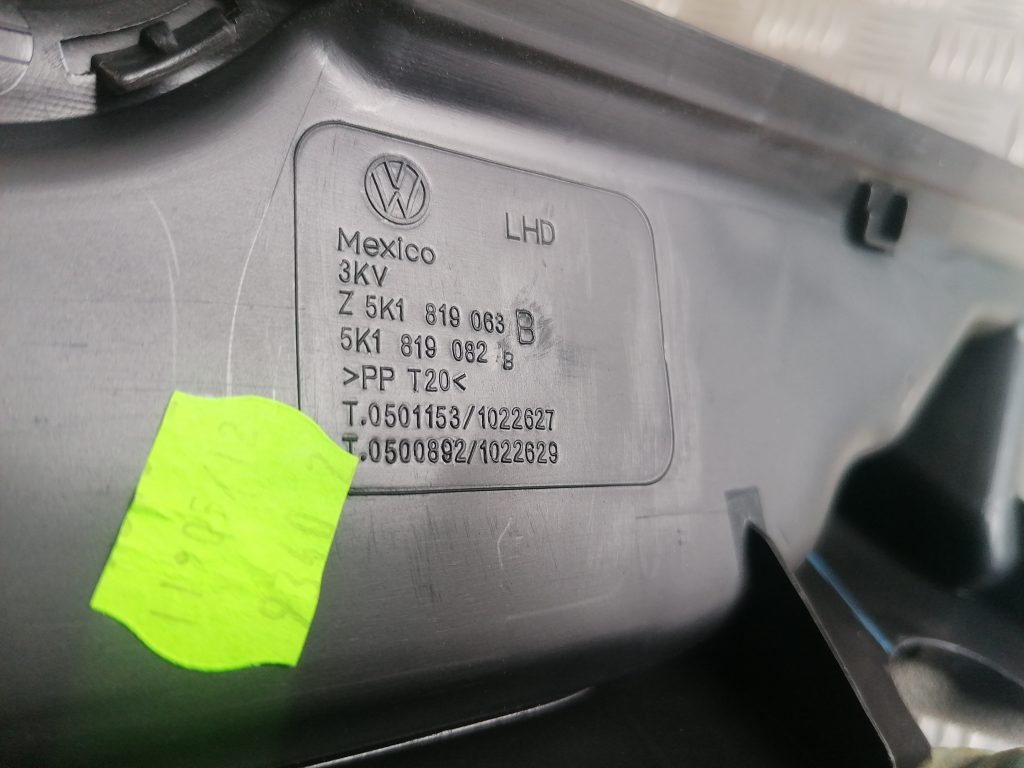 LHD
Mexico
3KV
Z 5K1 819 063 B
5K1 819 082 B
>PP T20<
T.0501153/1022627
T.0500892/1022629